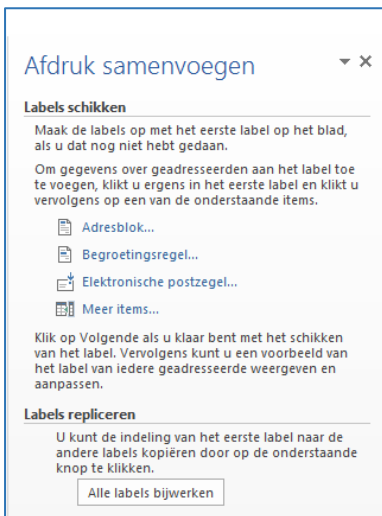 Afdruk samenvoegen
Labels schikken
Maak de labels op met het eerste label op het blad,
als u dat nog niet hebt gedaan.
Om gegevens over geadresseerden aan het label toe
te voegen, klikt u ergens in het eerste label en klikt u
vervolgens op een van de onderstaande items.
Adresblok...
Begroetingsregel...
Elektronische postzegel...
Meer items...
Klik op Volgende als u klaar bent met het schikken
van het label. Vervolgens kunt u een voorbeeld van
het label van iedere geadresseerde weergeven en
aanpassen.
Labels repliceren
U kunt de indeling van het eerste label naar de
andere labels kopiëren door op de onderstaande
knop te klikken.
Alle labels bijwerken